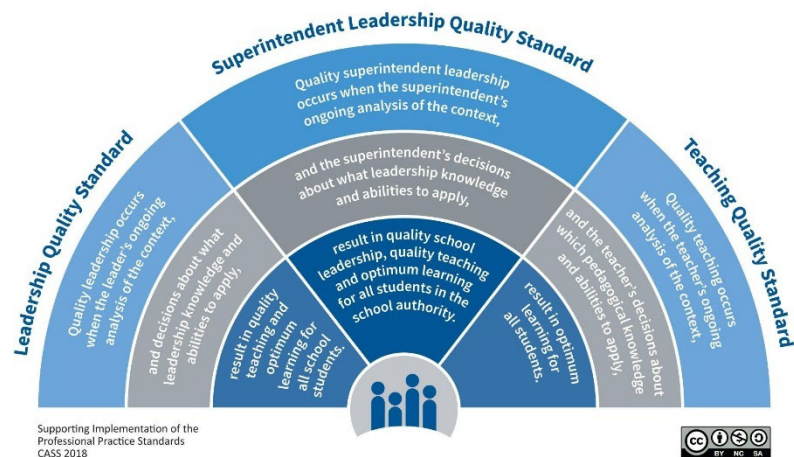 Superintendent Leadership Quality Standard
Quality superintendent leadership
occurs when the superintendent's
ongoing analysis of the context,
and the superintendent's decisions
about what leadership knowledge
and abilities to apply,
result in quality school
leadership, quality teaching
and optimum learning
for all students in the
school authority.
Leadership Quality Standard
Quality leadership occurs
when the leader's ongoing
analysis of the context,
and decisions about what
leadership knowledge and
abilities to apply,
result in quality
teaching and
optimum
learning for
all school
students.
Teaching Quality Standard
Quality teaching occurs
when the teacher's ongoing
analysis of the context,
and the teacher's decisions about
which pedagogical knowledge
and abilities to apply,
result in optimum
learning for
all students.
Supporting Implementation of the
Professional Practice Standards
CASS 2018
cc
BY NC SA